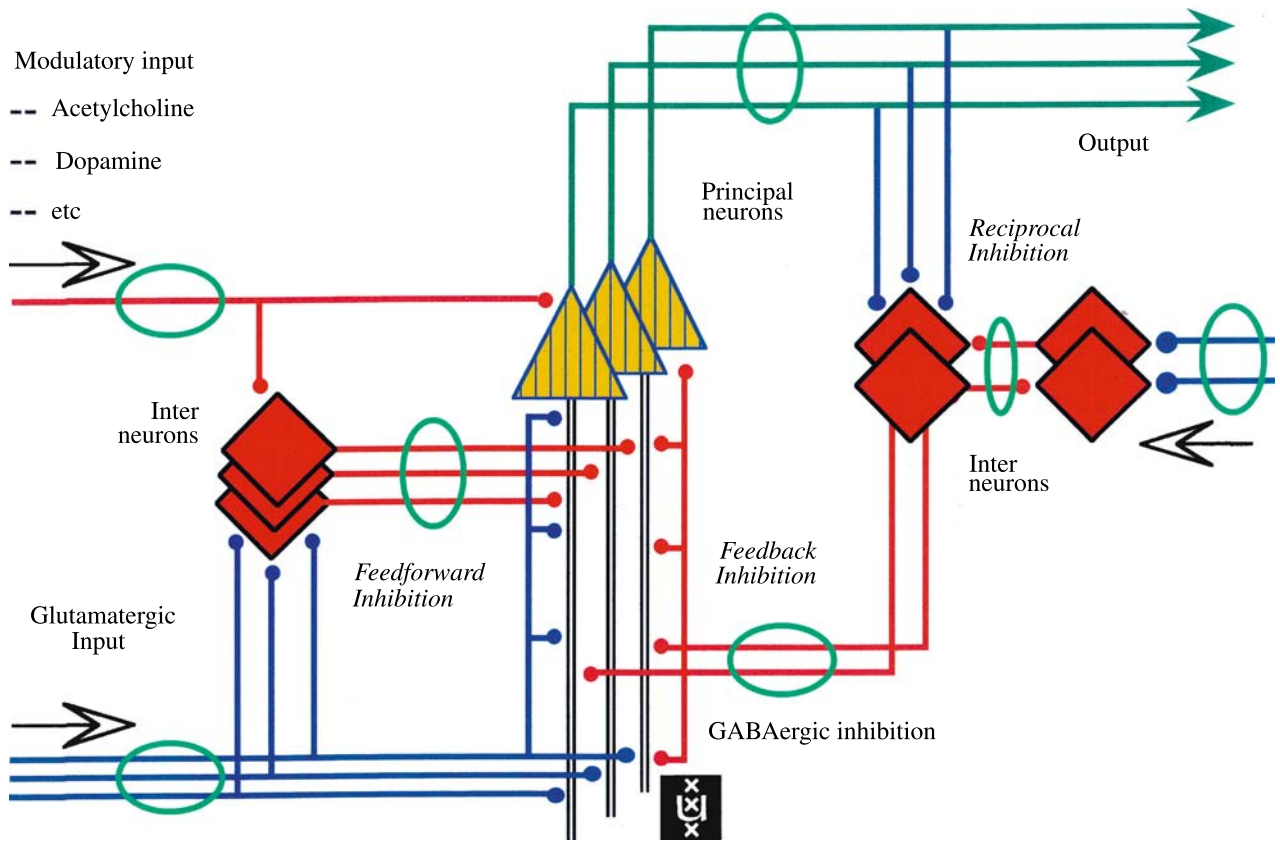 Modulatory input
-- Acetylcholine
-- Dopamine
-- etc
Output
Principal
neurons
Reciprocal
Inhibition
Inter
neurons
Inter
neurons
Feedforward
Inhibition
Feedback
Inhibition
Glutamatergic
Input
GABAergic inhibition
x
u
x
x